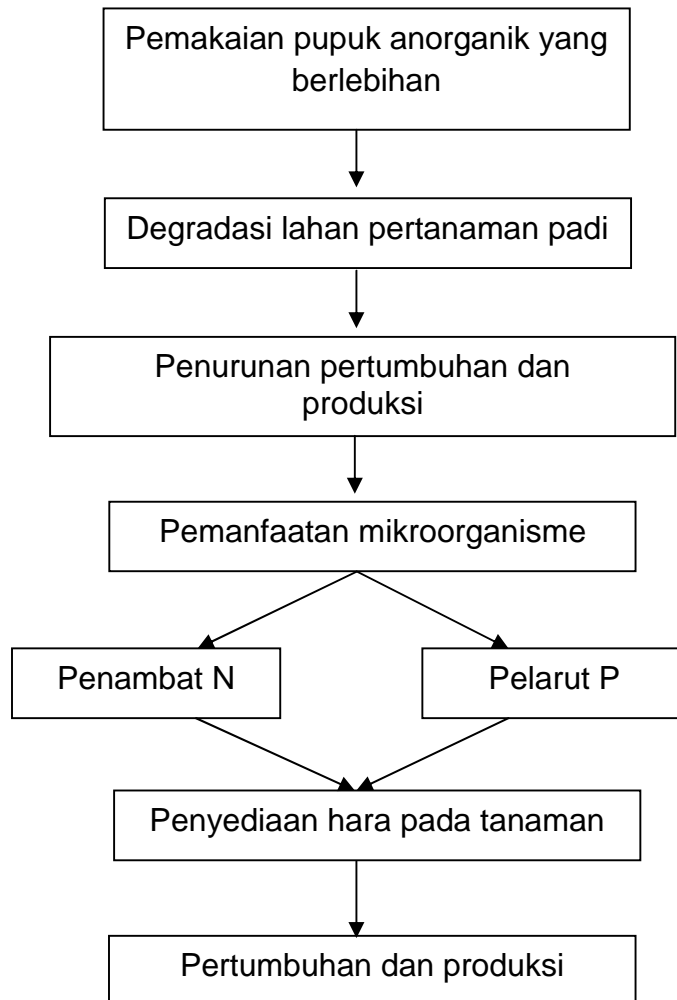 Pemakaian pupuk anorganik yang
berlebihan
Degradasi lahan pertanaman padi
Penurunan pertumbuhan dan
produksi
Pemanfaatan mikroorganisme
Penambat N
Pelarut P
Penyediaan hara pada tanaman
Pertumbuhan dan produksi